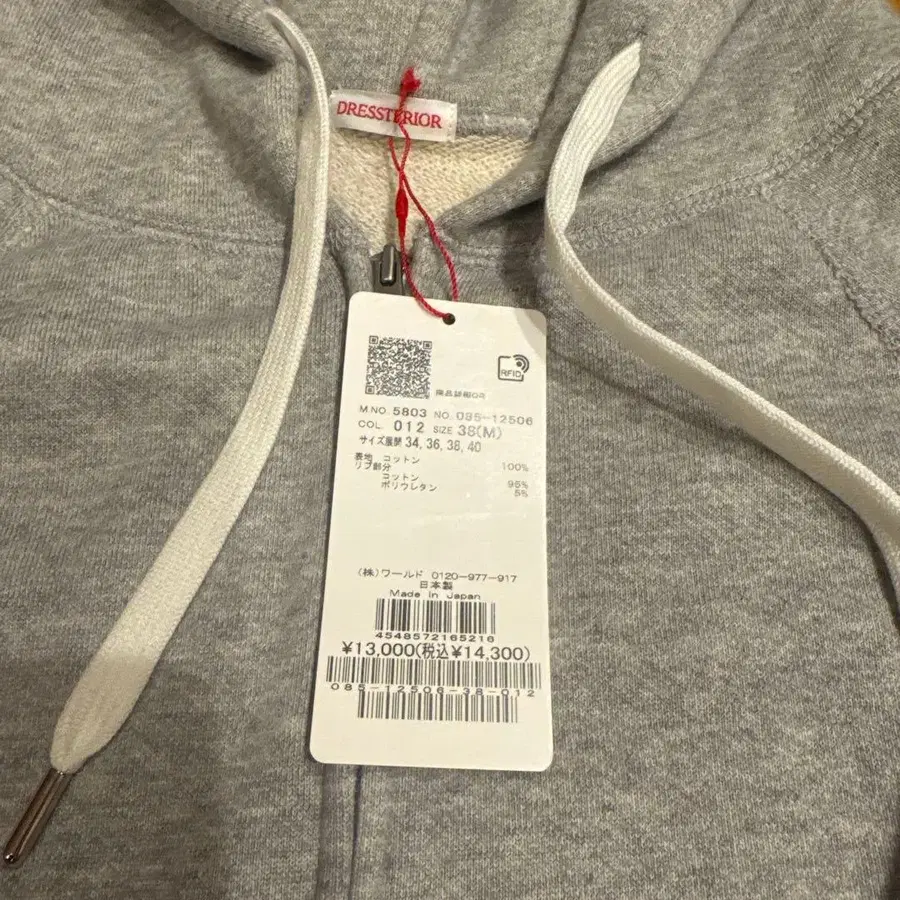 DRESSTERIOR
RFID
商品詳細QR
M NO. 5803 NO. 085-12506
COL. 012 SIZE 38(M)
サイズ展開 34, 36, 38, 40
表地 コットン 100%
リブ部分
コットン 95%
ポリウレタン 5%
(株)ワールド 0120-977-917
日本製
Made in Japan
4548572165216
¥13,000(税込¥14,300)
085-12506-38-012